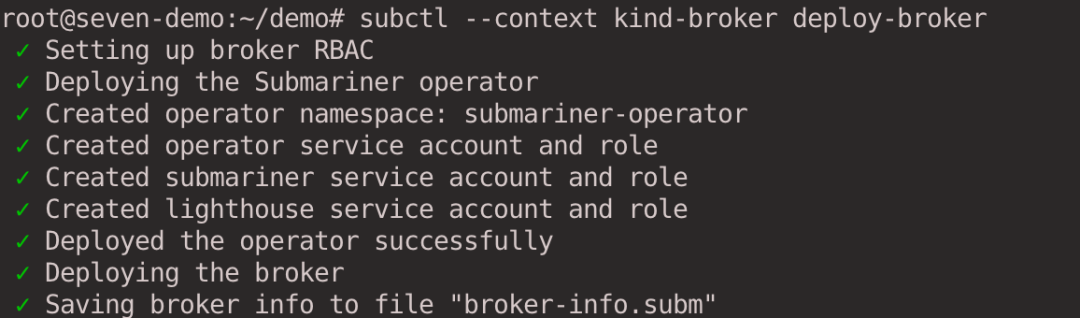 root@seven-demo:~/demo# subctl --context kind-broker deploy-broker
✓ Setting up broker RBAC
✓ Deploying the Submariner operator
✓ Created operator namespace: submariner-operator
✓ Created operator service account and role
✓ Created submariner service account and role
✓ Created lighthouse service account and role
✓ Deployed the operator successfully
✓ Deploying the broker
✓ Saving broker info to file "broker-info.subm"